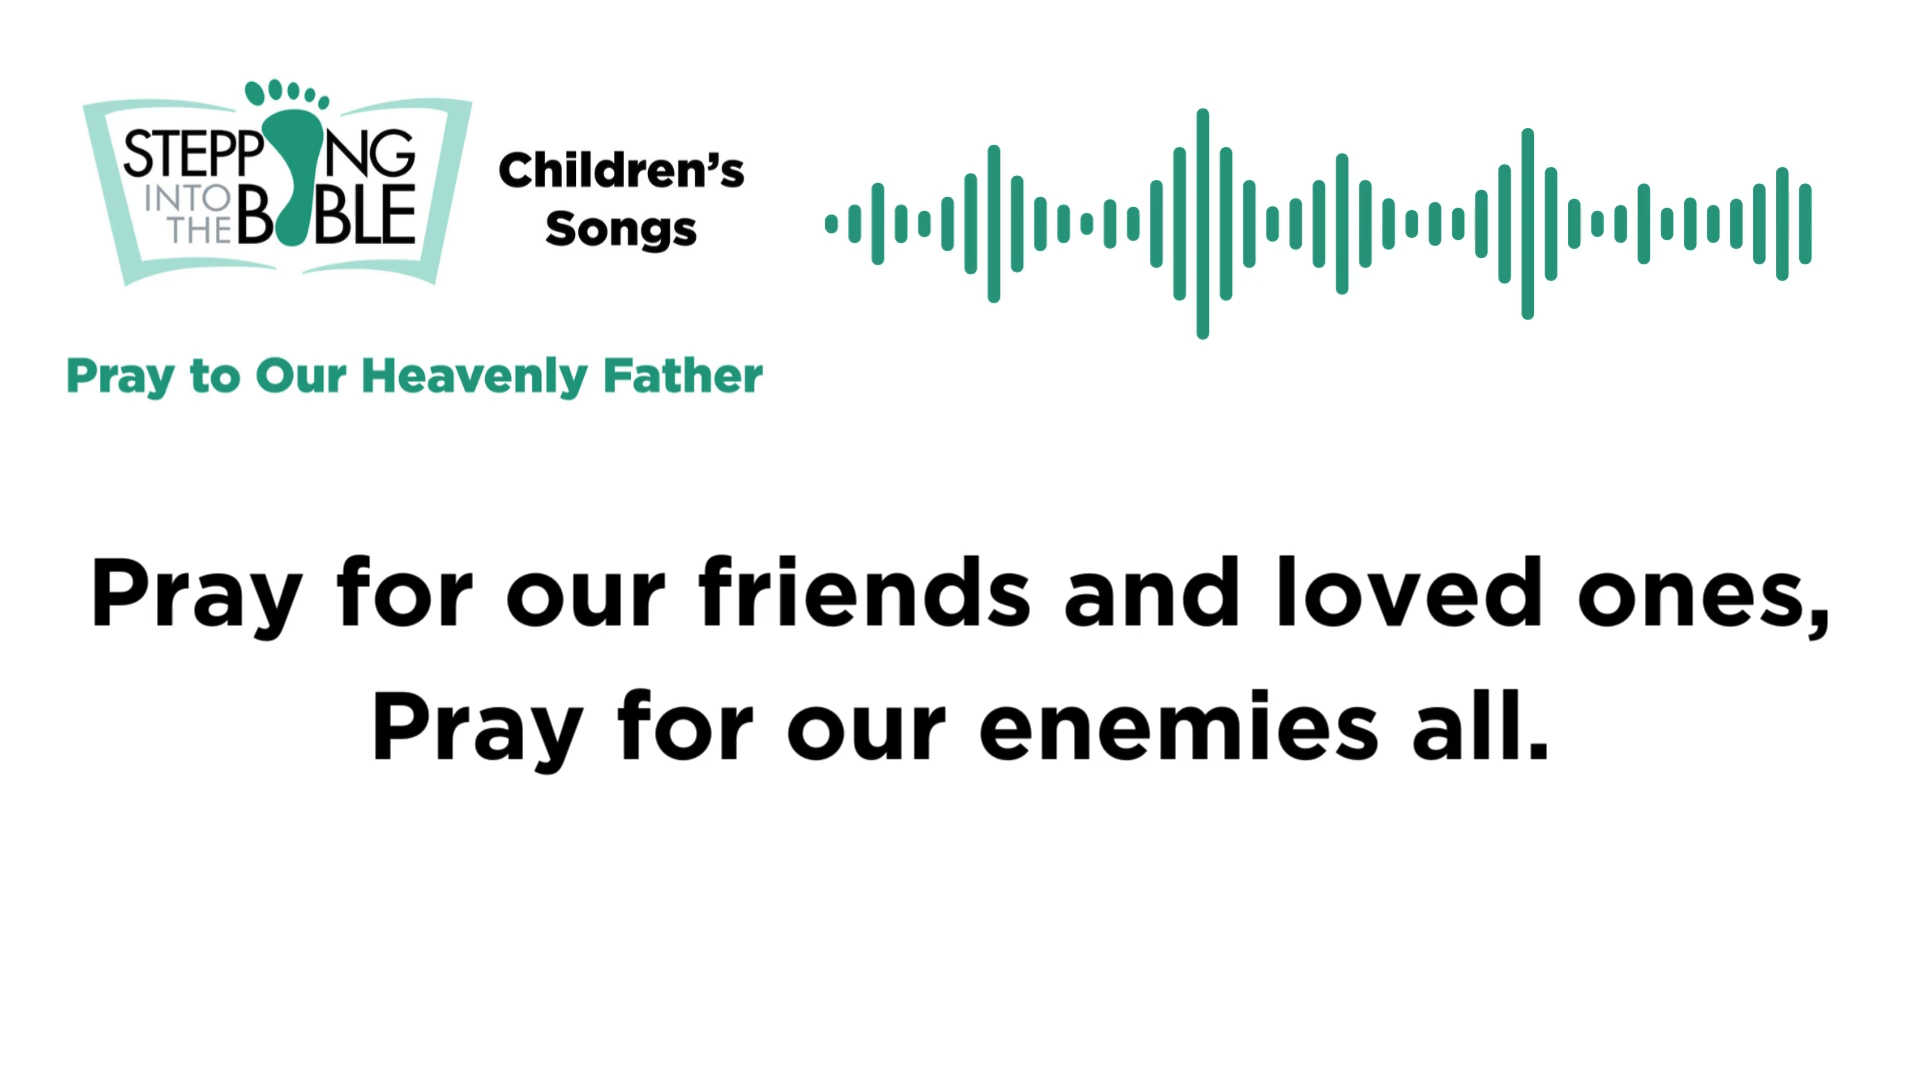 STEPPING
INTO
THE BIBLE
Children's
Songs
Pray to Our Heavenly Father
Pray for our friends and loved ones,
Pray for our enemies all.